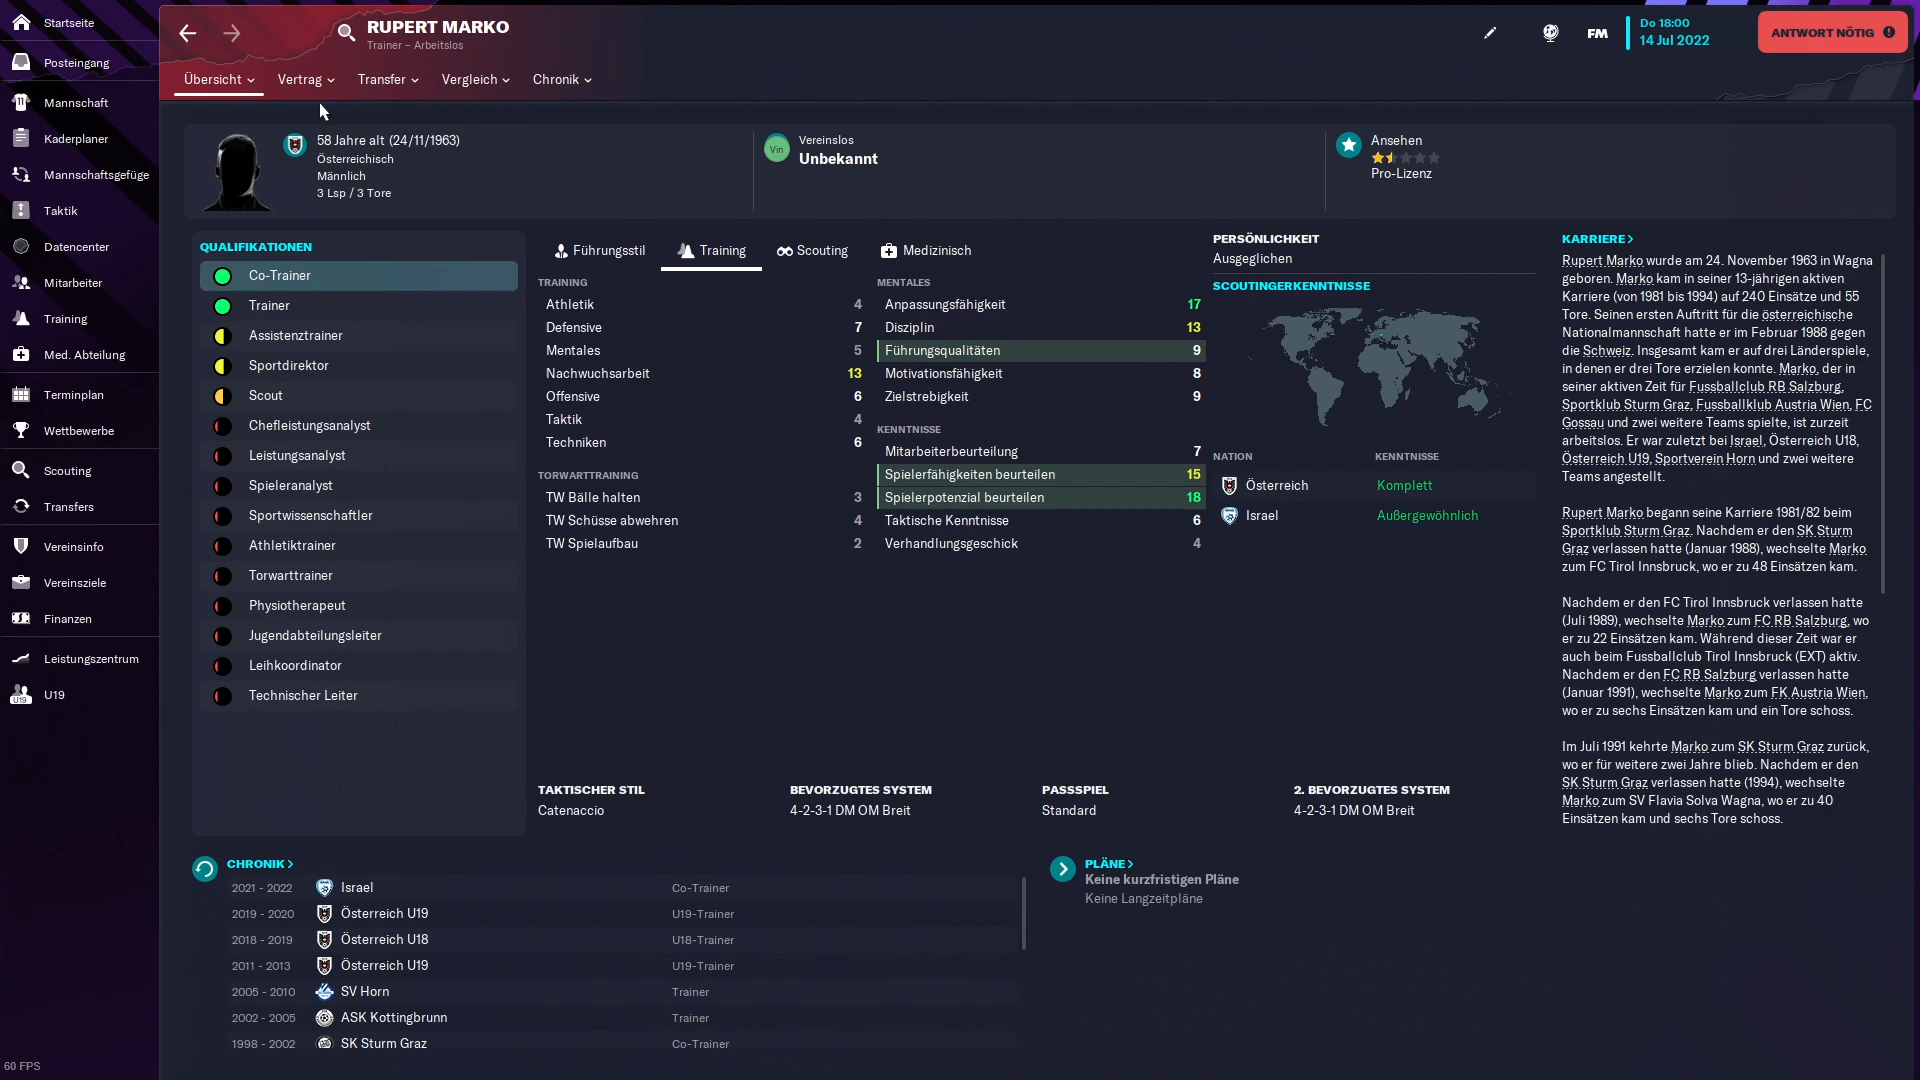 Startseite
Posteingang
Mannschaft
Kaderplaner
Mannschaftsgefüge
Taktik
Datencenter
Mitarbeiter
Training
Med. Abteilung
Terminplan
Wettbewerbe
Scouting
Transfers
Vereinsinfo
Vereinsziele
Finanzen
Leistungszentrum
U19
60 FPS
RUPERT MARKO
Trainer – Arbeitslos
FM
Do 18:00
14 Jul 2022
ANTWORT NÖTIG
Übersicht
Vertrag
Transfer
Vergleich
Chronik
58 Jahre alt (24/11/1963)
Österreichisch
Männlich
3 Lsp / 3 Tore
Vin
Vereinslos
Unbekannt
Ansehen
Pro-Lizenz
QUALIFIKATIONEN
Co-Trainer
Trainer
Assistenztrainer
Sportdirektor
Scout
Chefleistungsanalyst
Leistungsanalyst
Spieleranalyst
Sportwissenschaftler
Athletiktrainer
Torwarttrainer
Physiotherapeut
Jugendabteilungsleiter
Leihkoordinator
Technischer Leiter
Führungsstil
Training
Scouting
Medizinisch
TRAINING
Athletik 4
Defensive 7
Mentales 5
Nachwuchsarbeit 13
Offensive 6
Taktik 4
Techniken 6
TORWARTTRAINING
TW Bälle halten 3
TW Schüsse abwehren 4
TW Spielaufbau 2
MENTALES
Anpassungsfähigkeit 17
Disziplin 13
Führungsqualitäten 9
Motivationsfähigkeit 8
Zielstrebigkeit 9
KENNTNISSE
Mitarbeiterbeurteilung 7
Spielerfähigkeiten beurteilen 15
Spielerpotenzial beurteilen 18
Taktische Kenntnisse 6
Verhandlungsgeschick 4
PERSÖNLICHKEIT
Ausgeglichen
SCOUTINGERKENNTNISSE
NATION KENNTNISSE
Österreich Komplett
Israel Außergewöhnlich
TAKTISCHER STIL
Catenaccio
BEVORZUGTES SYSTEM
4-2-3-1 DM OM Breit
PASSSPIEL
Standard
2. BEVORZUGTES SYSTEM
4-2-3-1 DM OM Breit
KARRIERE
Rupert Marko wurde am 24. November 1963 in Wagna
geboren. Marko kam in seiner 13-jährigen aktiven
Karriere (von 1981 bis 1994) auf 240 Einsätze und 55
Tore. Seinen ersten Auftritt für die österreichische
Nationalmannschaft hatte er im Februar 1988 gegen
die Schweiz. Insgesamt kam er auf drei Länderspiele,
in denen er drei Tore erzielen konnte. Marko, der in
seiner aktiven Zeit für Fussballclub RB Salzburg,
Sportklub Sturm Graz, Fussballklub Austria Wien, FC
Gossau und zwei weitere Teams spielte, ist zurzeit
arbeitslos. Er war zuletzt bei Israel, Österreich U18,
Österreich U19, Sportverein Horn und zwei weitere
Teams angestellt.
Rupert Marko begann seine Karriere 1981/82 beim
Sportklub Sturm Graz. Nachdem er den SK Sturm
Graz verlassen hatte (Januar 1988), wechselte Marko
zum FC Tirol Innsbruck, wo er zu 48 Einsätzen kam.
Nachdem er den FC Tirol Innsbruck verlassen hatte
(Juli 1989), wechselte Marko zum FC RB Salzburg, wo
er zu 22 Einsätzen kam. Während dieser Zeit war er
auch beim Fussballclub Tirol Innsbruck (EXT) aktiv.
Nachdem er den FC RB Salzburg verlassen hatte
(Januar 1991), wechselte Marko zum FK Austria Wien,
wo er zu sechs Einsätzen kam und ein Tore schoss.
Im Juli 1991 kehrte Marko zum SK Sturm Graz zurück,
wo er für weitere zwei Jahre blieb. Nachdem er den
SK Sturm Graz verlassen hatte (1994), wechselte
Marko zum SV Flavia Solva Wagna, wo er zu 40
Einsätzen kam und sechs Tore schoss.
CHRONIK
2021 - 2022 Israel Co-Trainer
2019 - 2020 Österreich U19 U19-Trainer
2018 - 2019 Österreich U18 U18-Trainer
2011 - 2013 Österreich U19 U19-Trainer
2005 - 2010 SV Horn Trainer
2002 - 2005 ASK Kottingbrunn Trainer
1998 - 2002 SK Sturm Graz Co-Trainer
PLÄNE
Keine kurzfristigen Pläne
Keine Langzeitpläne